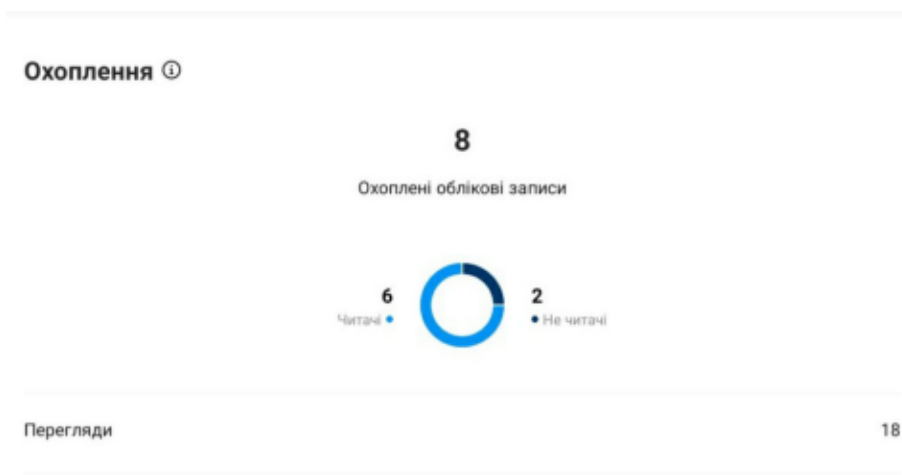 Охоплення
8
Охоплені облікові записи
6
Читачі
2
Не читачі
Перегляди 18